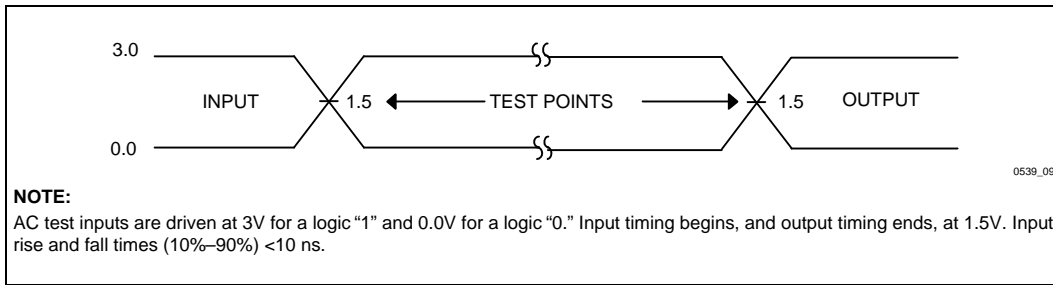 3.0
INPUT 1.5 TEST POINTS 1.5 OUTPUT
0.0
0539_09
NOTE:
AC test inputs are driven at 3V for a logic “1” and 0.0V for a logic “0.” Input timing begins, and output timing ends, at 1.5V. Input
rise and fall times (10%–90%) <10 ns.